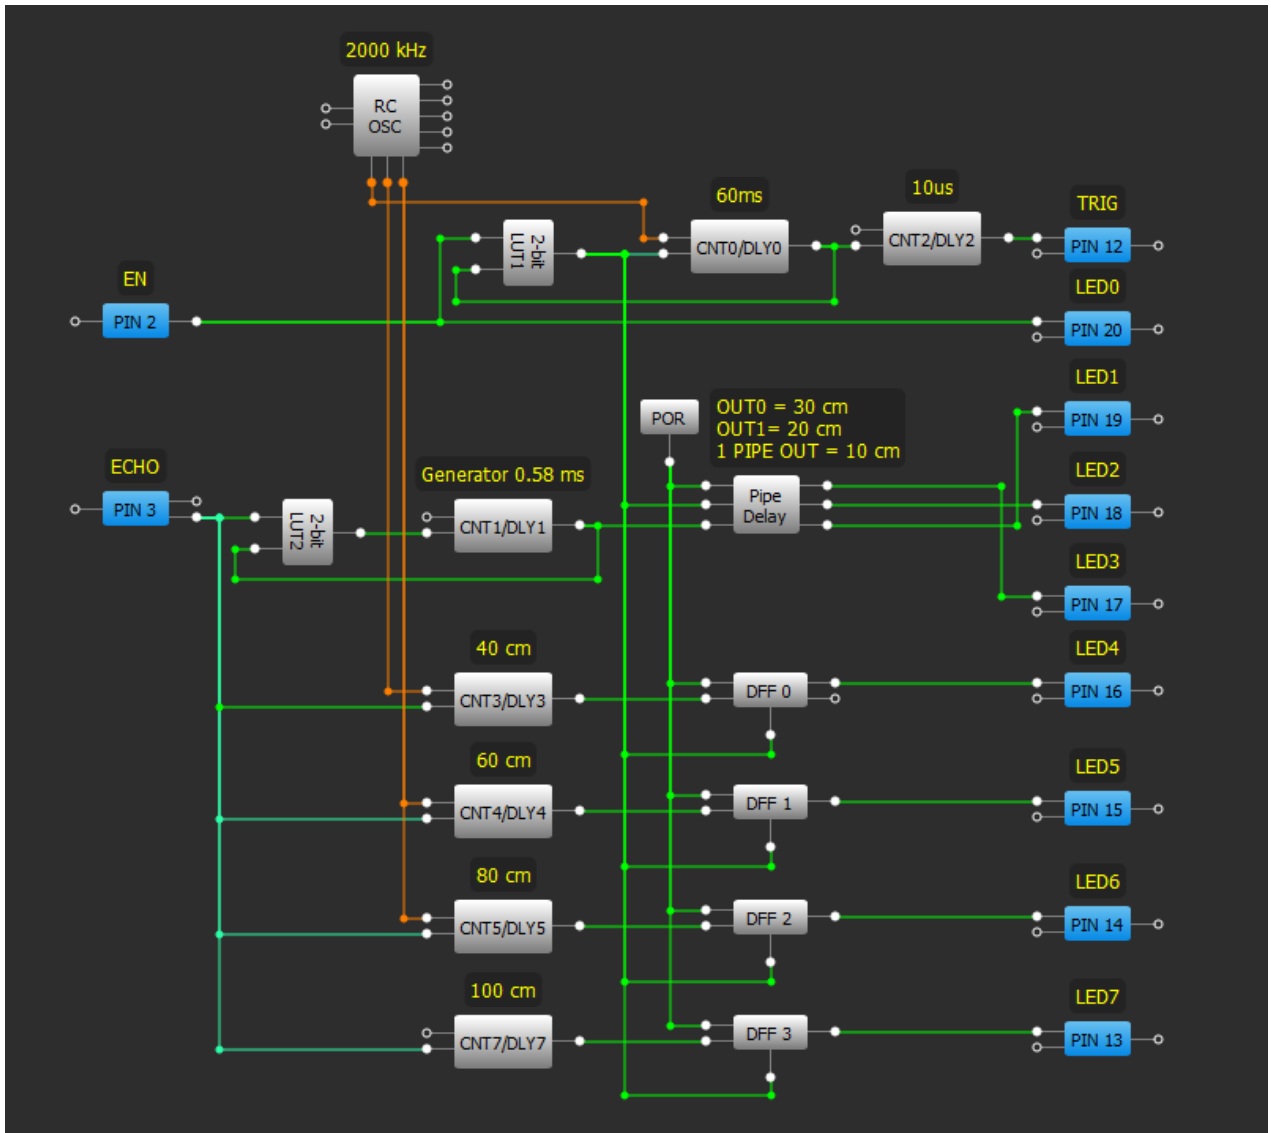 2000 kHz
RC
OSC
60ms
10us
TRIG
2-bit
LUT1
CNT0/DLY0
CNT2/DLY2
PIN 12
EN
LED0
PIN 2
PIN 20
LED1
POR
OUT0 = 30 cm
OUT1= 20 cm
1 PIPE OUT = 10 cm
PIN 19
ECHO
Generator 0.58 ms
LED2
PIN 3
2-bit
LUT2
CNT1/DLY1
Pipe
Delay
PIN 18
LED3
PIN 17
40 cm
LED4
CNT3/DLY3
DFF 0
PIN 16
60 cm
LED5
CNT4/DLY4
DFF 1
PIN 15
80 cm
LED6
CNT5/DLY5
DFF 2
PIN 14
100 cm
LED7
CNT7/DLY7
DFF 3
PIN 13